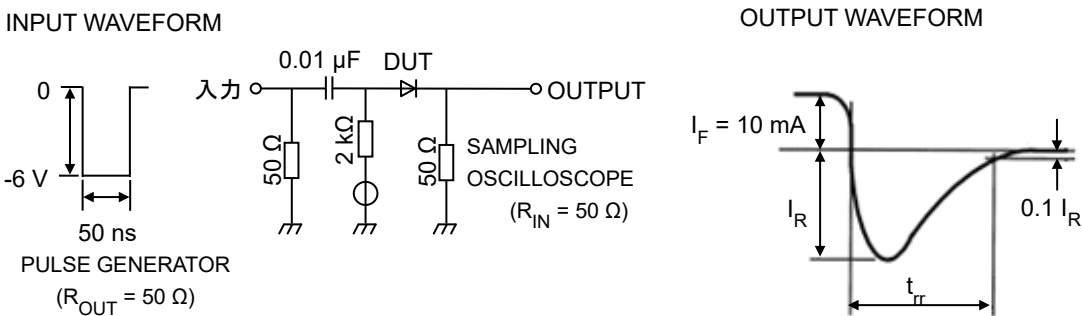 INPUT WAVEFORM
0
-6 V
50 ns
PULSE GENERATOR
(R_OUT = 50 Ω)
0.01 µF
DUT
入力
OUTPUT
50 Ω
2 kΩ
50 Ω
SAMPLING
OSCILLOSCOPE
(R_IN = 50 Ω)
OUTPUT WAVEFORM
I_F = 10 mA
I_R
0.1 I_R
t_rr